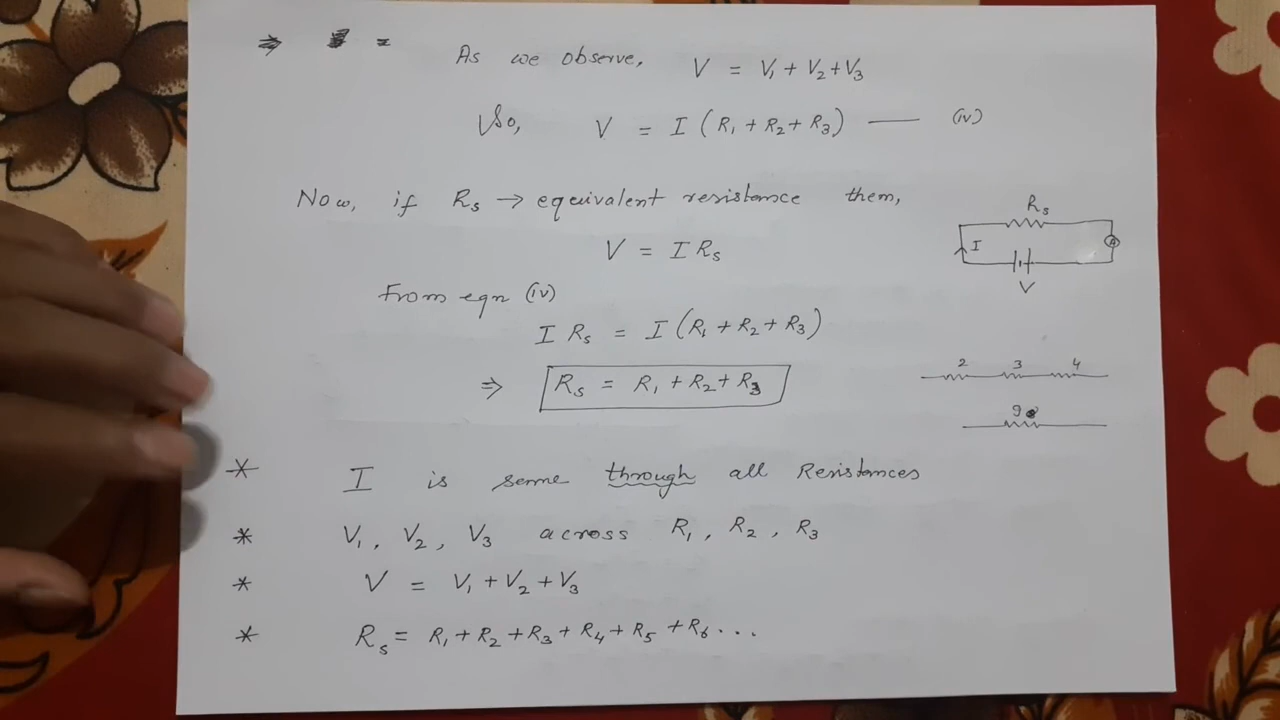 ⇒ =
As we observe, V = V₁ + V₂ + V₃
So, V = I (R₁ + R₂ + R₃) —— (iv)
Now, if Rₛ → equivalent resistance them,
V = I Rₛ
From eqn (iv)
I Rₛ = I (R₁ + R₂ + R₃)
⇒ Rₛ = R₁ + R₂ + R₃
Rₛ
I
A
V
2 3 4
9
* I is same through all Resistances
* V₁, V₂, V₃ across R₁, R₂, R₃
* V = V₁ + V₂ + V₃
* Rₛ = R₁ + R₂ + R₃ + R₄ + R₅ + R₆ ...